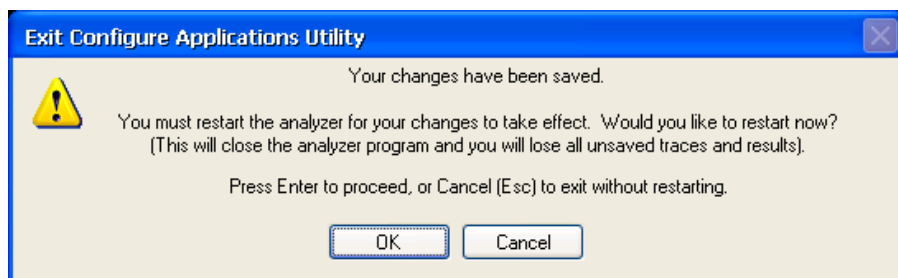 Exit Configure Applications Utility
Your changes have been saved.
You must restart the analyzer for your changes to take effect. Would you like to restart now?
(This will close the analyzer program and you will lose all unsaved traces and results).
Press Enter to proceed, or Cancel (Esc) to exit without restarting.
OK Cancel